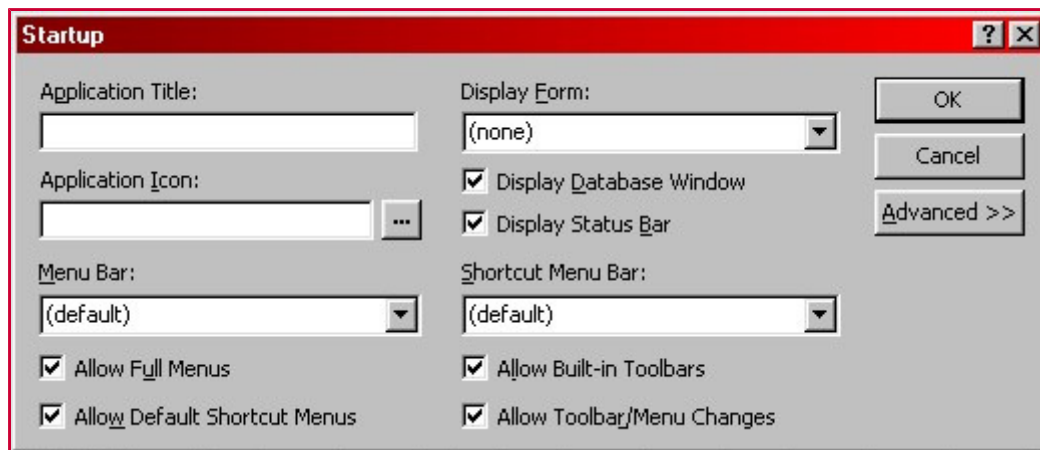 Startup
Application Title:
Display Form:
OK
(none)
Cancel
Application Icon:
Display Database Window
...
Display Status Bar
Advanced >>
Menu Bar:
Shortcut Menu Bar:
(default)
(default)
Allow Full Menus
Allow Built-in Toolbars
Allow Default Shortcut Menus
Allow Toolbar/Menu Changes